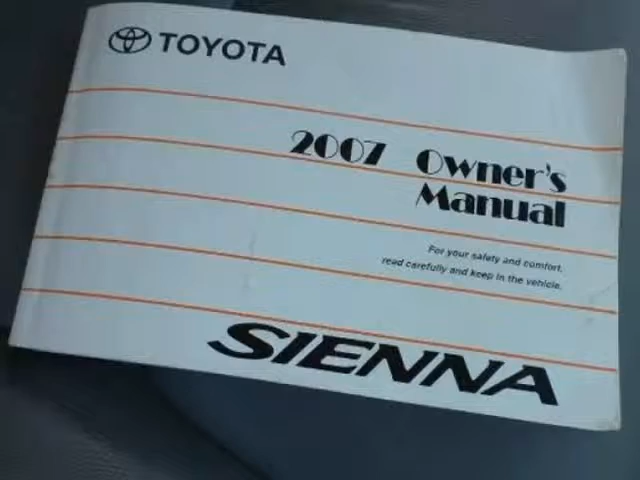 TOYOTA
2007 Owner's
Manual
For your safety and comfort,
read carefully and keep in the vehicle.
SIENNA